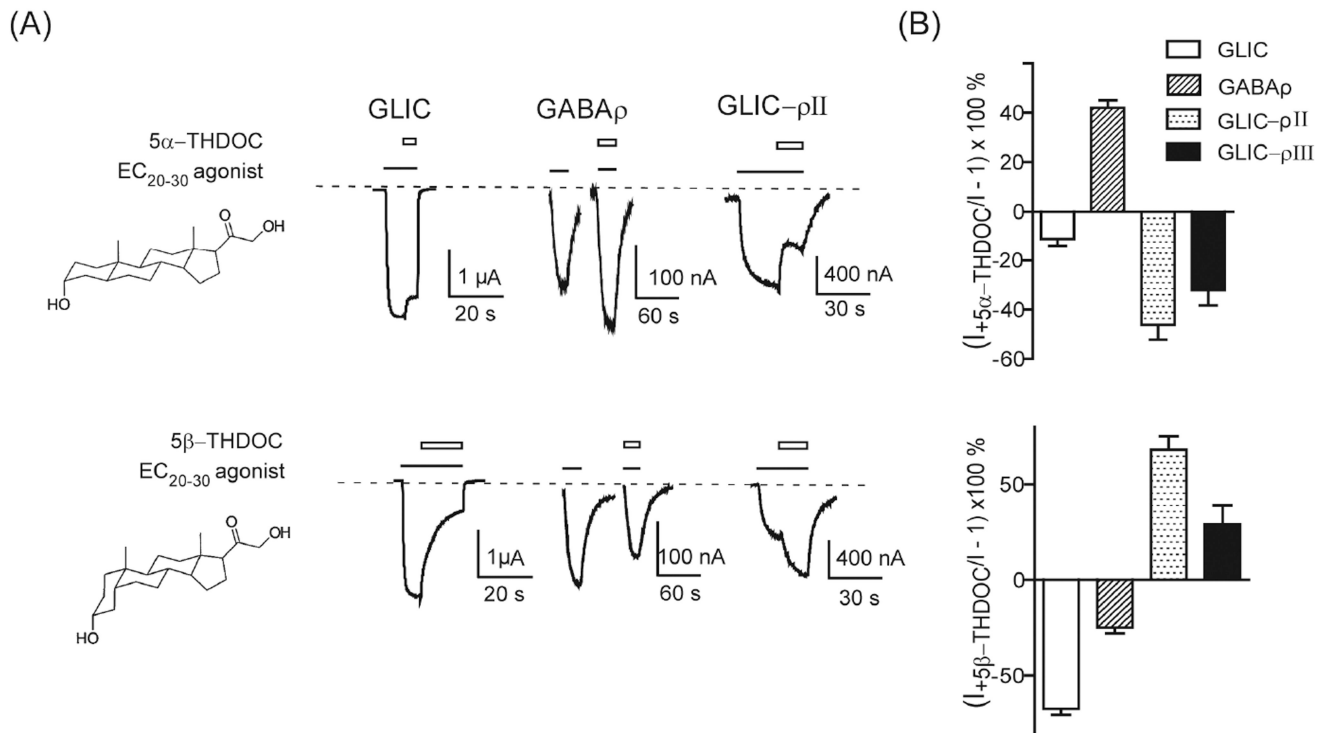 (A)
(B)
GLIC
GABAρ
GLIC–ρII
GLIC–ρIII
GLIC
GABAρ
GLIC–ρII
5α–THDOC
EC20-30 agonist
O
OH
HO
1 µA
20 s
100 nA
60 s
400 nA
30 s
(I+5α–THDOC/I - 1) x 100 %
40
20
0
-20
-40
-60
5β–THDOC
EC20-30 agonist
O
OH
HO
1µA
20 s
100 nA
60 s
400 nA
30 s
(I+5β–THDOC/I - 1) x100 %
50
0
-50